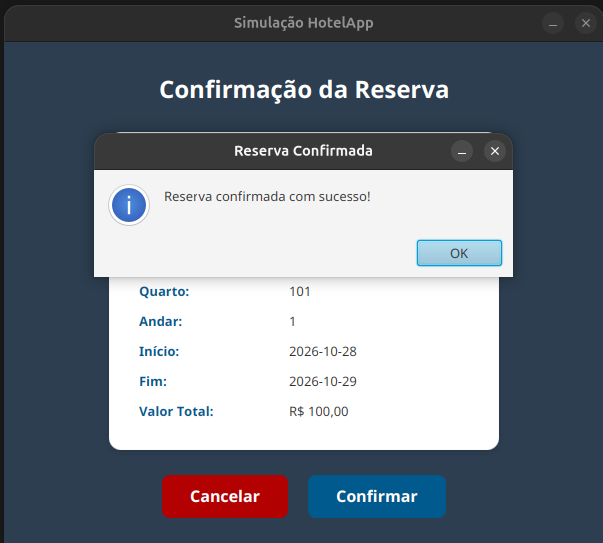 Simulação HotelApp
Confirmação da Reserva
Reserva Confirmada
i
Reserva confirmada com sucesso!
OK
Quarto: 101
Andar: 1
Início: 2026-10-28
Fim: 2026-10-29
Valor Total: R$ 100,00
Cancelar Confirmar